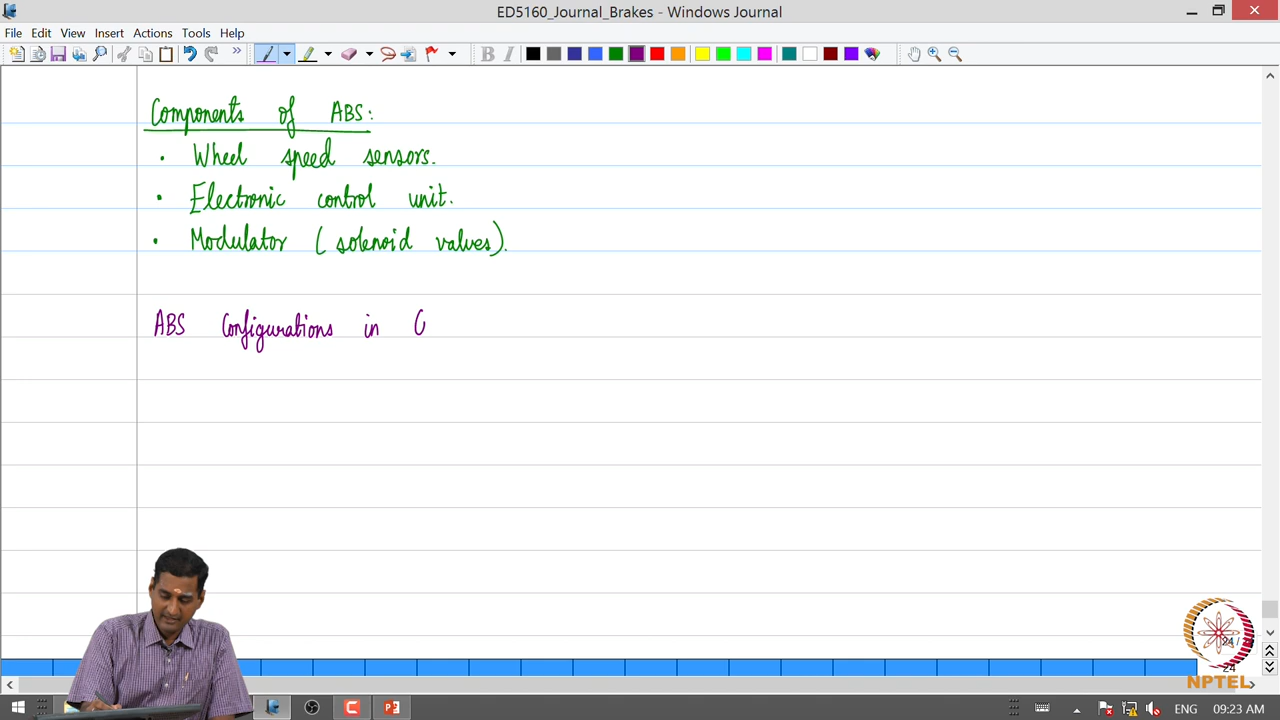 ED5160_Journal_Brakes - Windows Journal
File Edit View Insert Actions Tools Help
Components of ABS:
• Wheel speed sensors.
• Electronic control unit.
• Modulator (solenoid valves).
ABS Configurations in C
NPTEL
24
ENG 09:23 AM